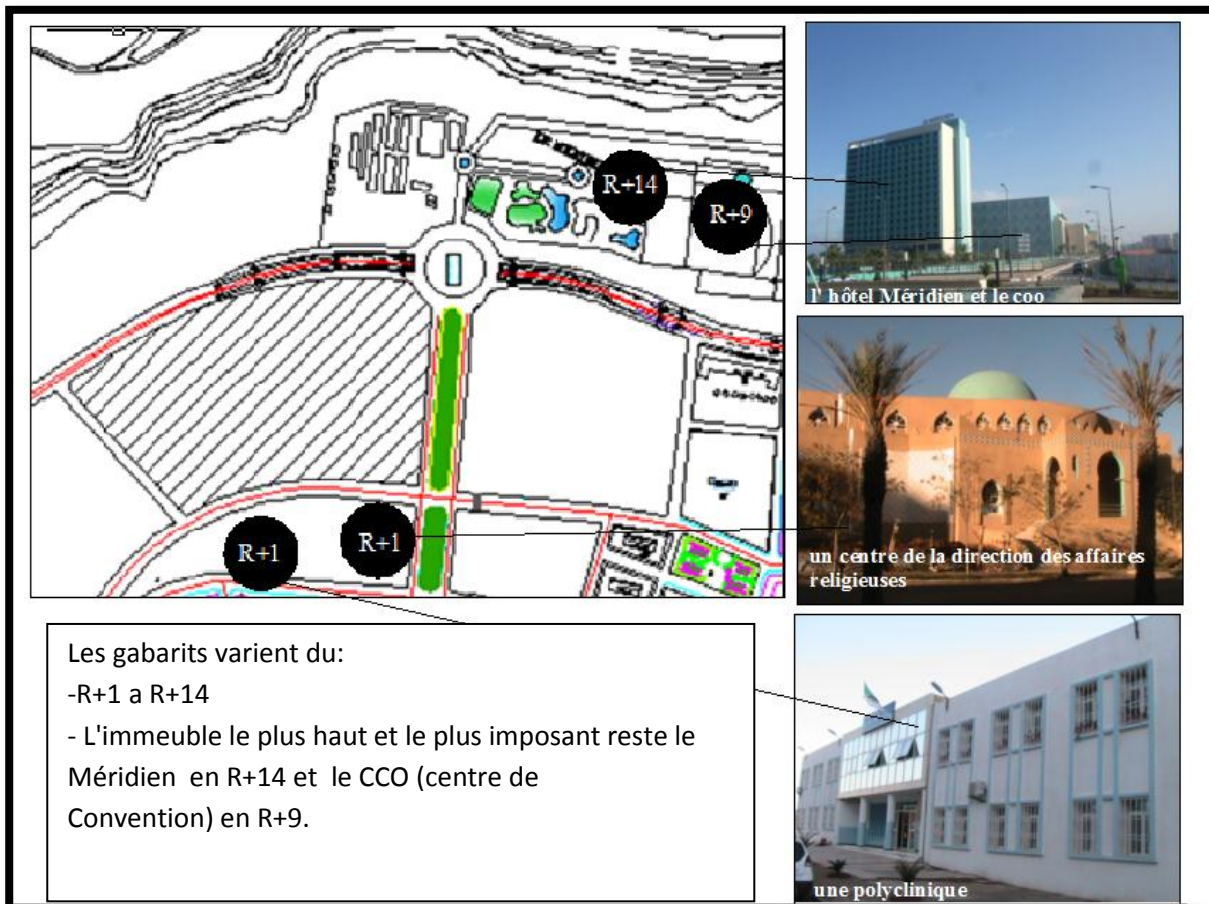 R+14
R+9
R+1
R+1
l' hôtel Méridien et le coo
un centre de la direction des affaires
religieuses
Les gabarits varient du:
-R+1 a R+14
- L'immeuble le plus haut et le plus imposant reste le
Méridien en R+14 et le CCO (centre de
Convention) en R+9.
une polyclinique